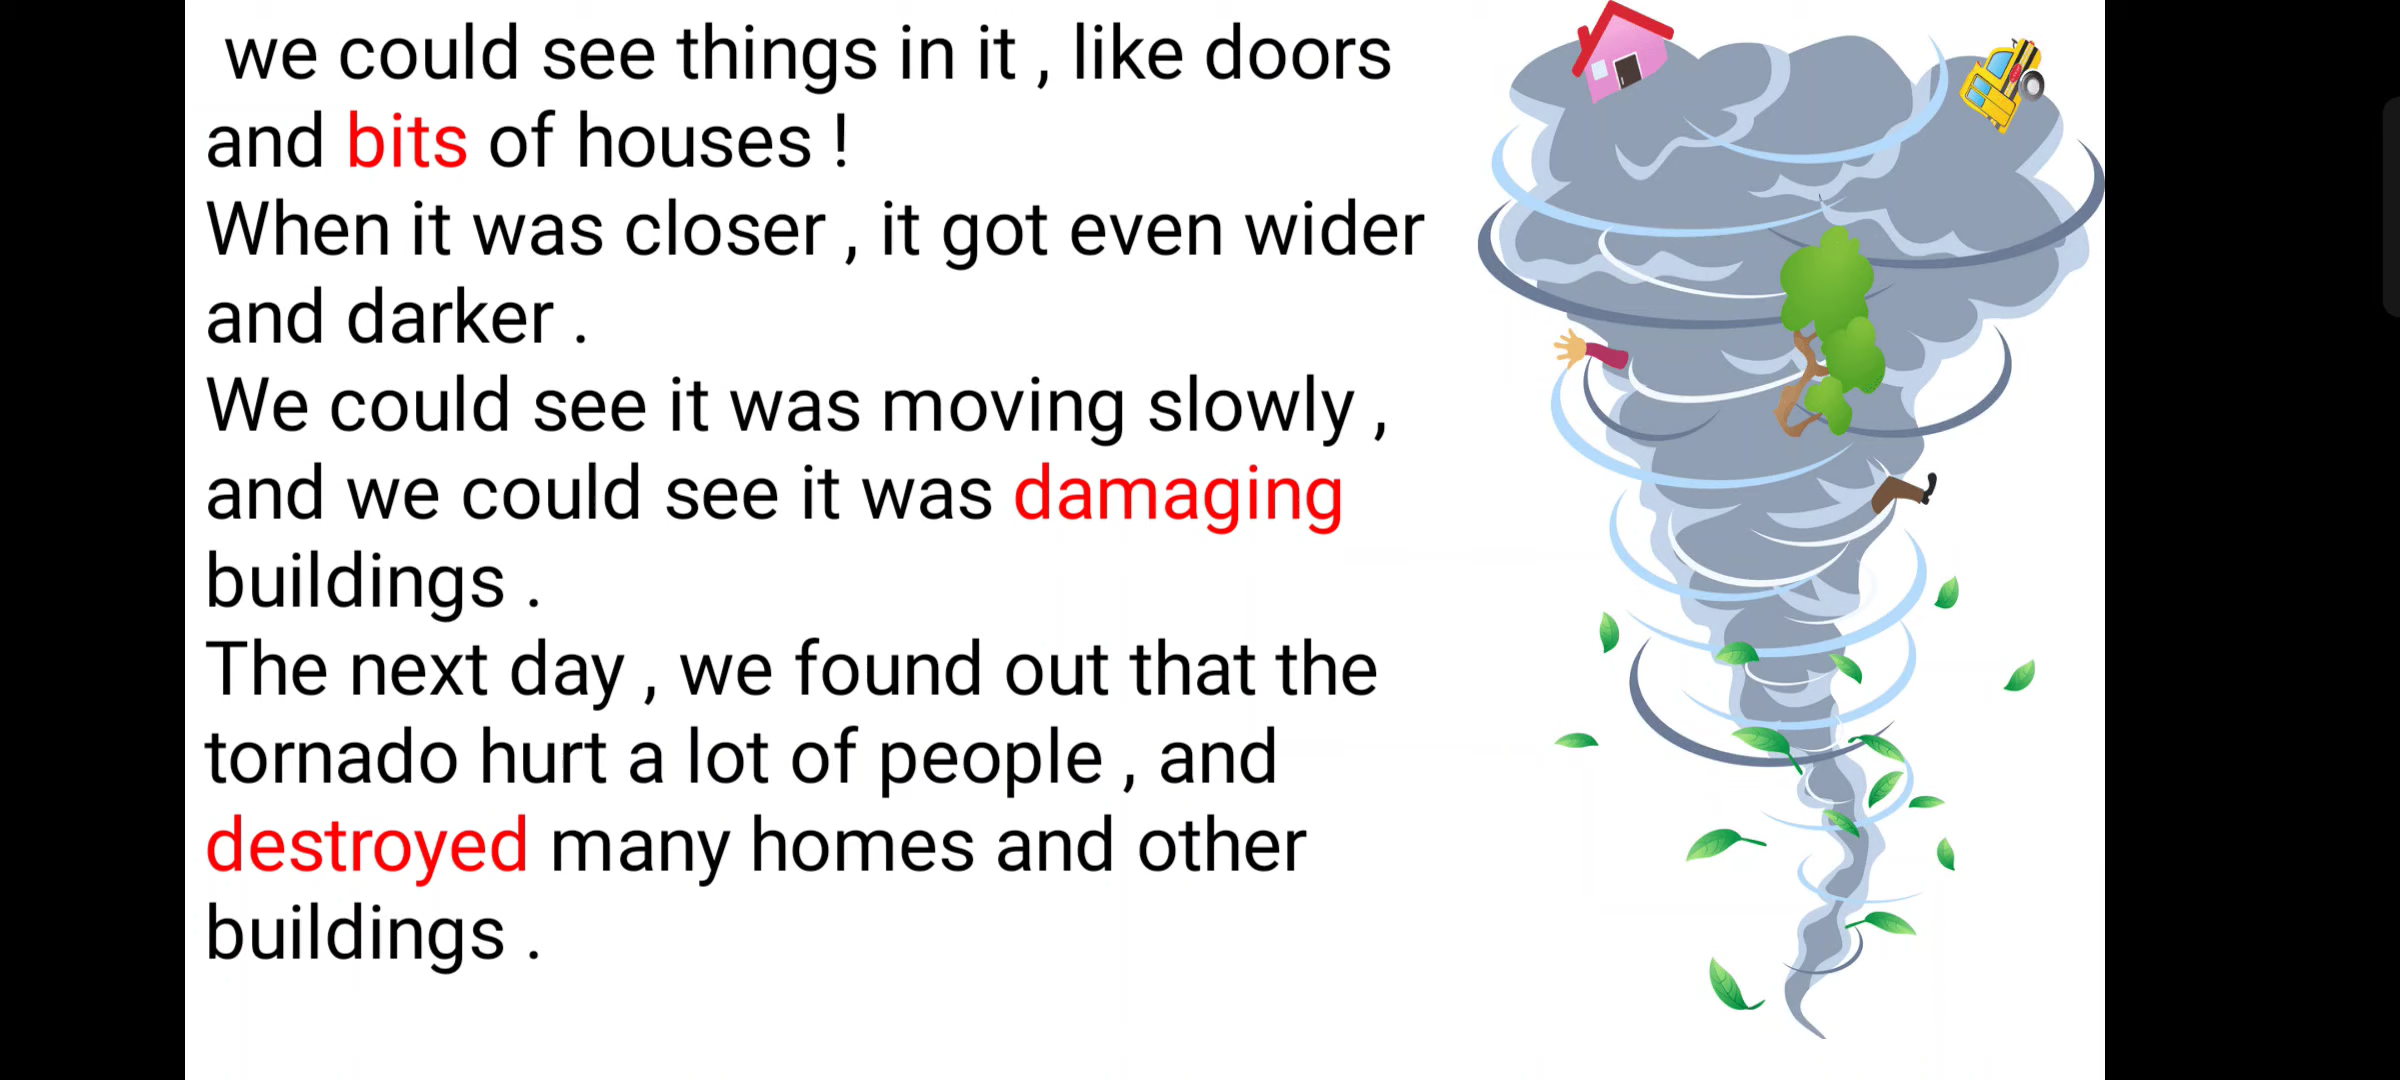 we could see things in it , like doors
and bits of houses !
When it was closer , it got even wider
and darker .
We could see it was moving slowly ,
and we could see it was damaging
buildings .
The next day , we found out that the
tornado hurt a lot of people , and
destroyed many homes and other
buildings .